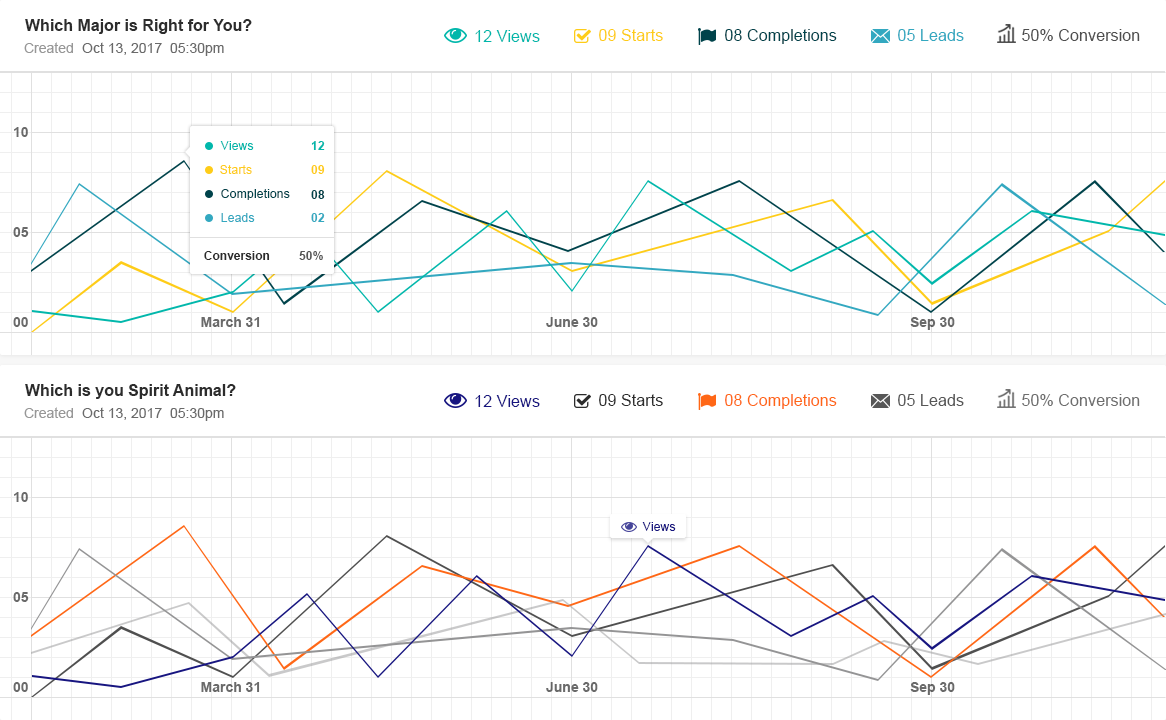 Which Major is Right for You?
Created Oct 13, 2017 05:30pm
12 Views 09 Starts 08 Completions 05 Leads 50% Conversion
10
Views 12
Starts 09
Completions 08
Leads 02
05
Conversion 50%
00
March 31 June 30 Sep 30
Which is you Spirit Animal?
Created Oct 13, 2017 05:30pm
12 Views 09 Starts 08 Completions 05 Leads 50% Conversion
10
Views
05
00
March 31 June 30 Sep 30